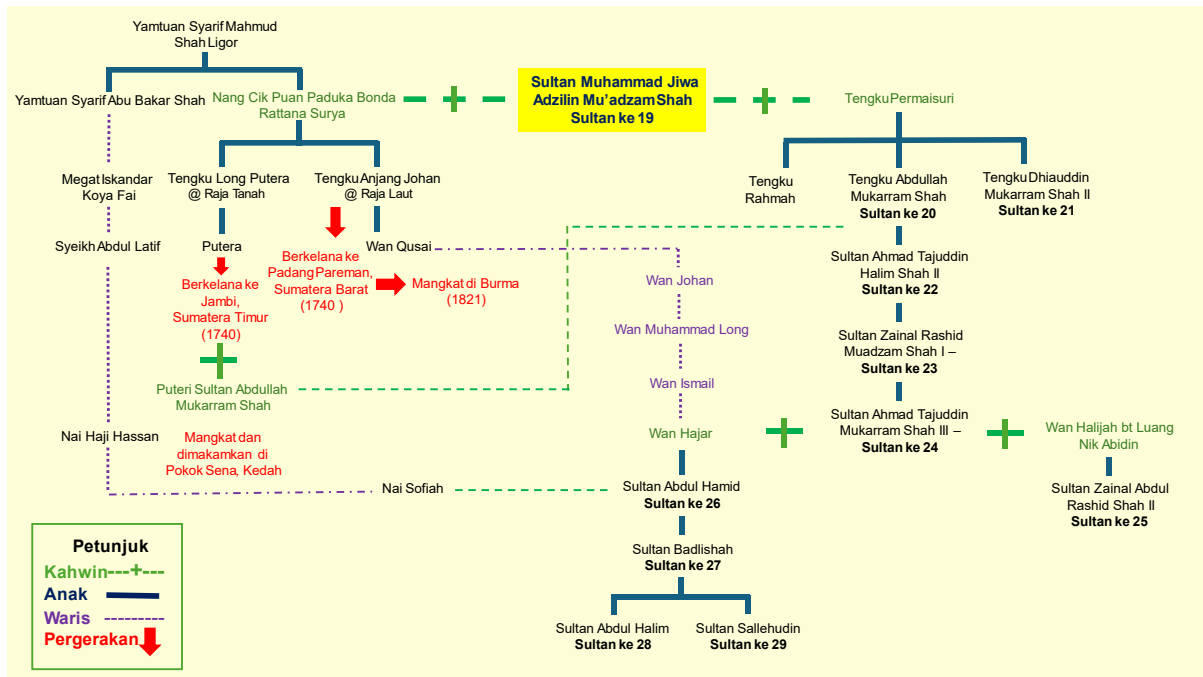 Yamtuan Syarif Mahmud
Shah Ligor
Yamtuan Syarif Abu Bakar Shah
Nang Cik Puan Paduka Bonda
Rattana Surya
Sultan Muhammad Jiwa
Adzilin Mu'adzam Shah
Sultan ke 19
Tengku Permaisuri
Megat Iskandar
Koya Fai
Tengku Long Putera
@ Raja Tanah
Tengku Anjang Johan
@ Raja Laut
Tengku
Rahmah
Tengku Abdullah
Mukarram Shah
Sultan ke 20
Tengku Dhiauddin
Mukarram Shah II
Sultan ke 21
Syeikh Abdul Latif
Putera
Wan Qusai
Berkelana ke
Jambi,
Sumatera Timur
(1740)
Berkelana ke
Padang Pareman,
Sumatera Barat
(1740 )
Mangkat di Burma
(1821)
Wan Johan
Sultan Ahmad Tajuddin
Halim Shah II
Sultan ke 22
Wan Muhammad Long
Sultan Zainal Rashid
Muadzam Shah I –
Sultan ke 23
Puteri Sultan Abdullah
Mukarram Shah
Wan Ismail
Nai Haji Hassan
Mangkat dan
dimakamkan di
Pokok Sena, Kedah
Wan Hajar
Sultan Ahmad Tajuddin
Mukarram Shah III –
Sultan ke 24
Wan Halijah bt Luang
Nik Abidin
Nai Sofiah
Sultan Abdul Hamid
Sultan ke 26
Sultan Zainal Abdul
Rashid Shah II
Sultan ke 25
Sultan Badlishah
Sultan ke 27
Sultan Abdul Halim
Sultan ke 28
Sultan Sallehudin
Sultan ke 29
Petunjuk
Kahwin---+---
Anak
Waris
Pergerakan